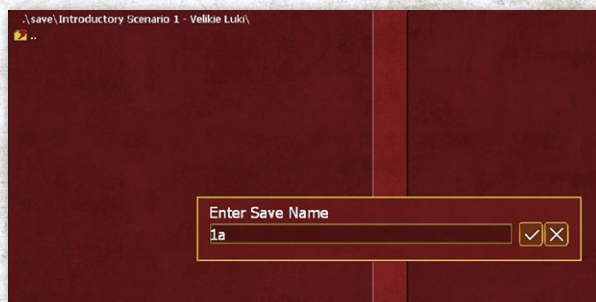 .\save\Introductory Scenario 1 - Velikie Luki\
..
Enter Save Name
1a